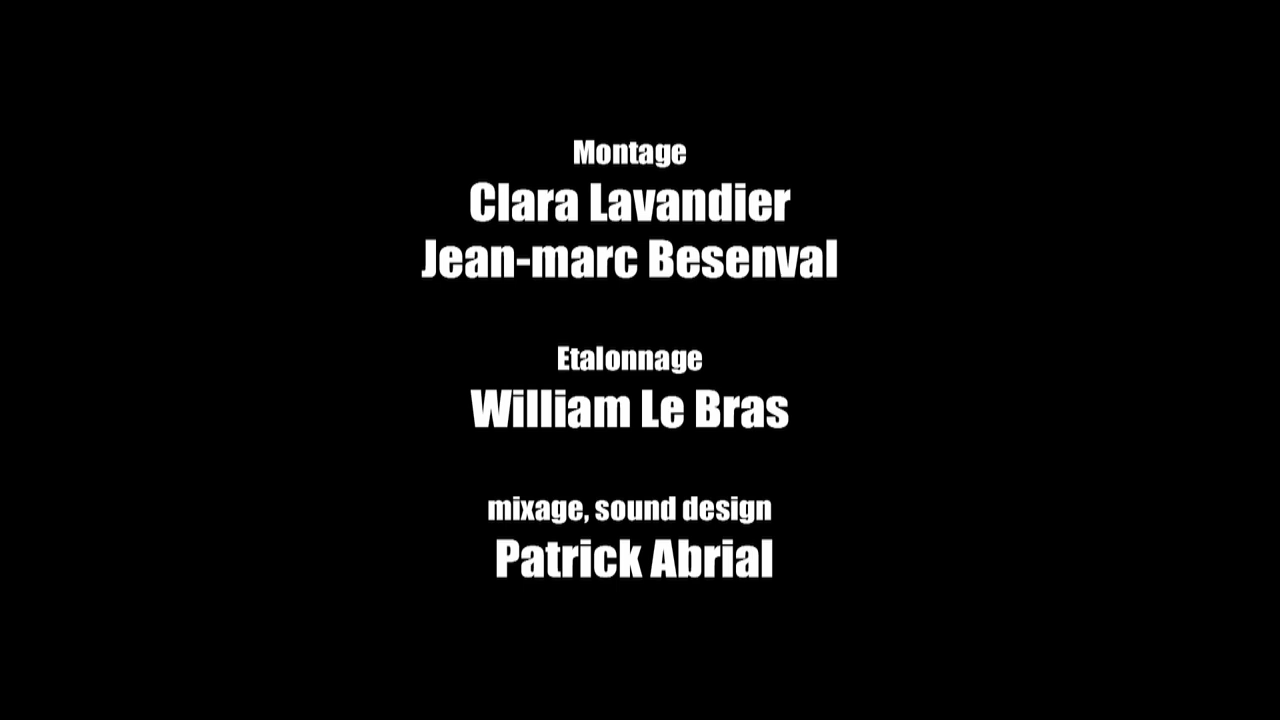 Montage
Clara Lavandier
Jean-marc Besenval
Etalonnage
William Le Bras
mixage, sound design
Patrick Abrial